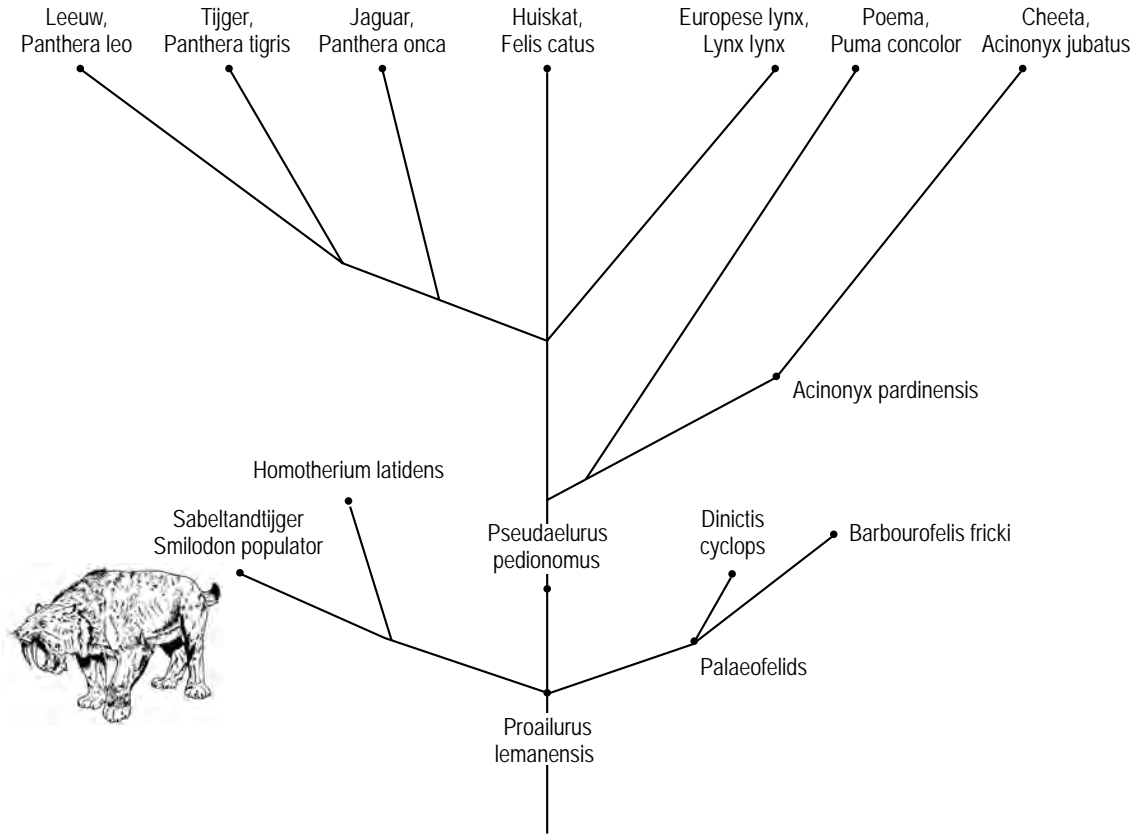 Leeuw,
Panthera leo
Tijger,
Panthera tigris
Jaguar,
Panthera onca
Huiskat,
Felis catus
Europese lynx,
Lynx lynx
Poema,
Puma concolor
Cheeta,
Acinonyx jubatus
Acinonyx pardinensis
Homotherium latidens
Sabeltandtijger
Smilodon populator
Pseudaelurus
pedionomus
Dinictis
cyclops
Barbourofelis fricki
Palaeofelids
Proailurus
lemanensis